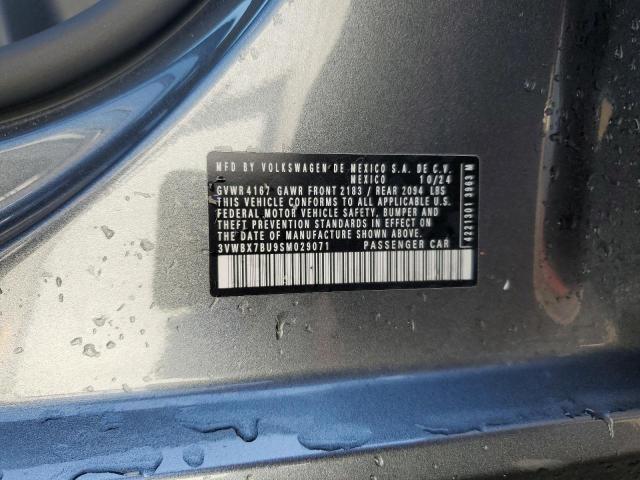 MFD BY VOLKSWAGEN DE MEXICO S.A. DE C.V.
MEXICO 10/24
GVWR 4167 GAWR FRONT 2183 / REAR 2094 LBS
THIS VEHICLE CONFORMS TO ALL APPLICABLE U.S.
FEDERAL MOTOR VEHICLE SAFETY, BUMPER AND
THEFT PREVENTION STANDARDS IN EFFECT ON
THE DATE OF MANUFACTURE SHOWN ABOVE.
3VWBX7BU9SM029071 PASSENGER CAR
4221301 3963 M